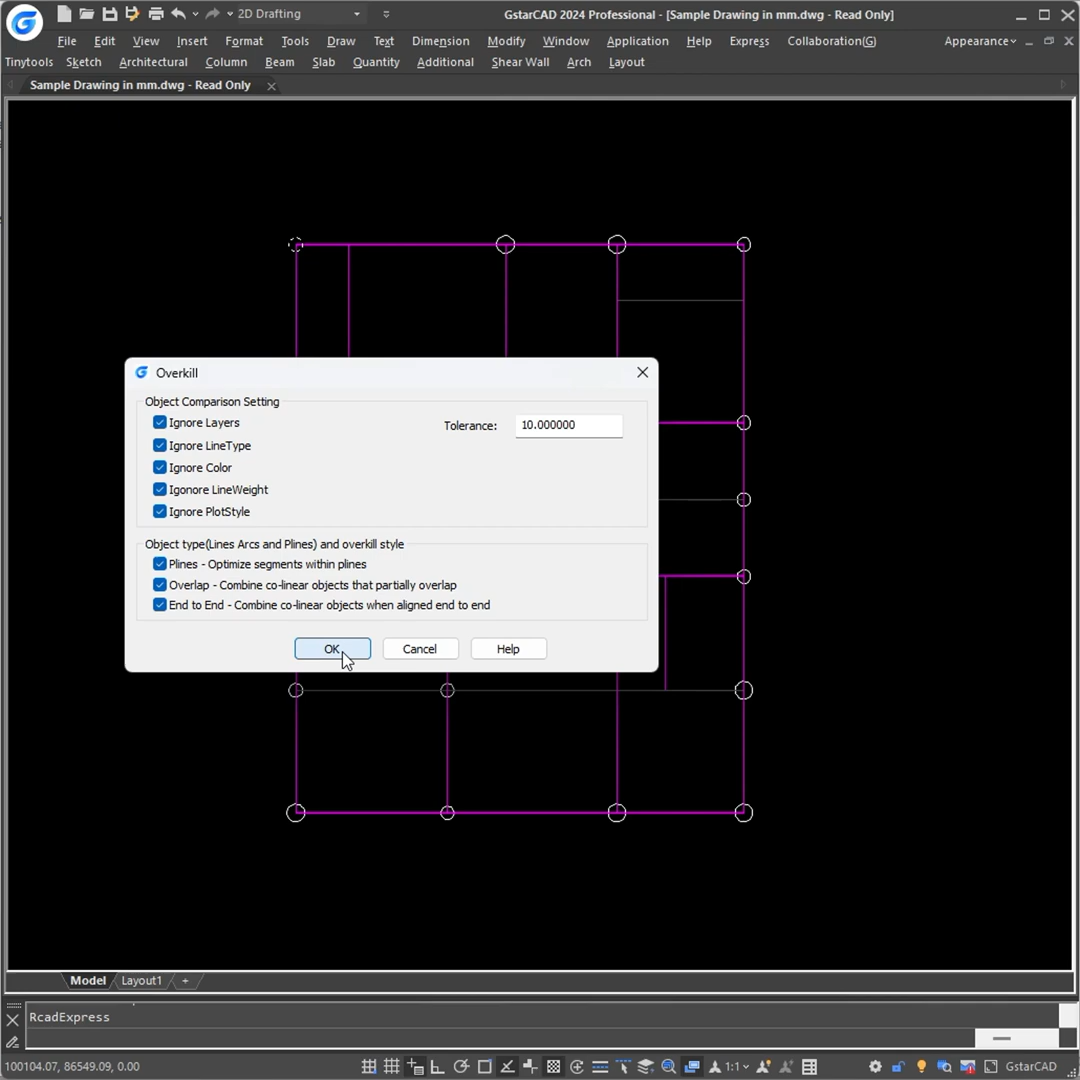 2D Drafting
GstarCAD 2024 Professional - [Sample Drawing in mm.dwg - Read Only]
File Edit View Insert Format Tools Draw Text Dimension Modify Window Application Help Express Collaboration(G) Appearance
Tinytools Sketch Architectural Column Beam Slab Quantity Additional Shear Wall Arch Layout
Sample Drawing in mm.dwg - Read Only
Overkill
Object Comparison Setting
Ignore Layers
Tolerance: 10.000000
Ignore LineType
Ignore Color
Igonore LineWeight
Ignore PlotStyle
Object type(Lines Arcs and Plines) and overkill style
Plines - Optimize segments within plines
Overlap - Combine co-linear objects that partially overlap
End to End - Combine co-linear objects when aligned end to end
OK Cancel Help
Model Layout1 +
RcadExpress
100104.07, 86549.09, 0.00 1:1 GstarCAD